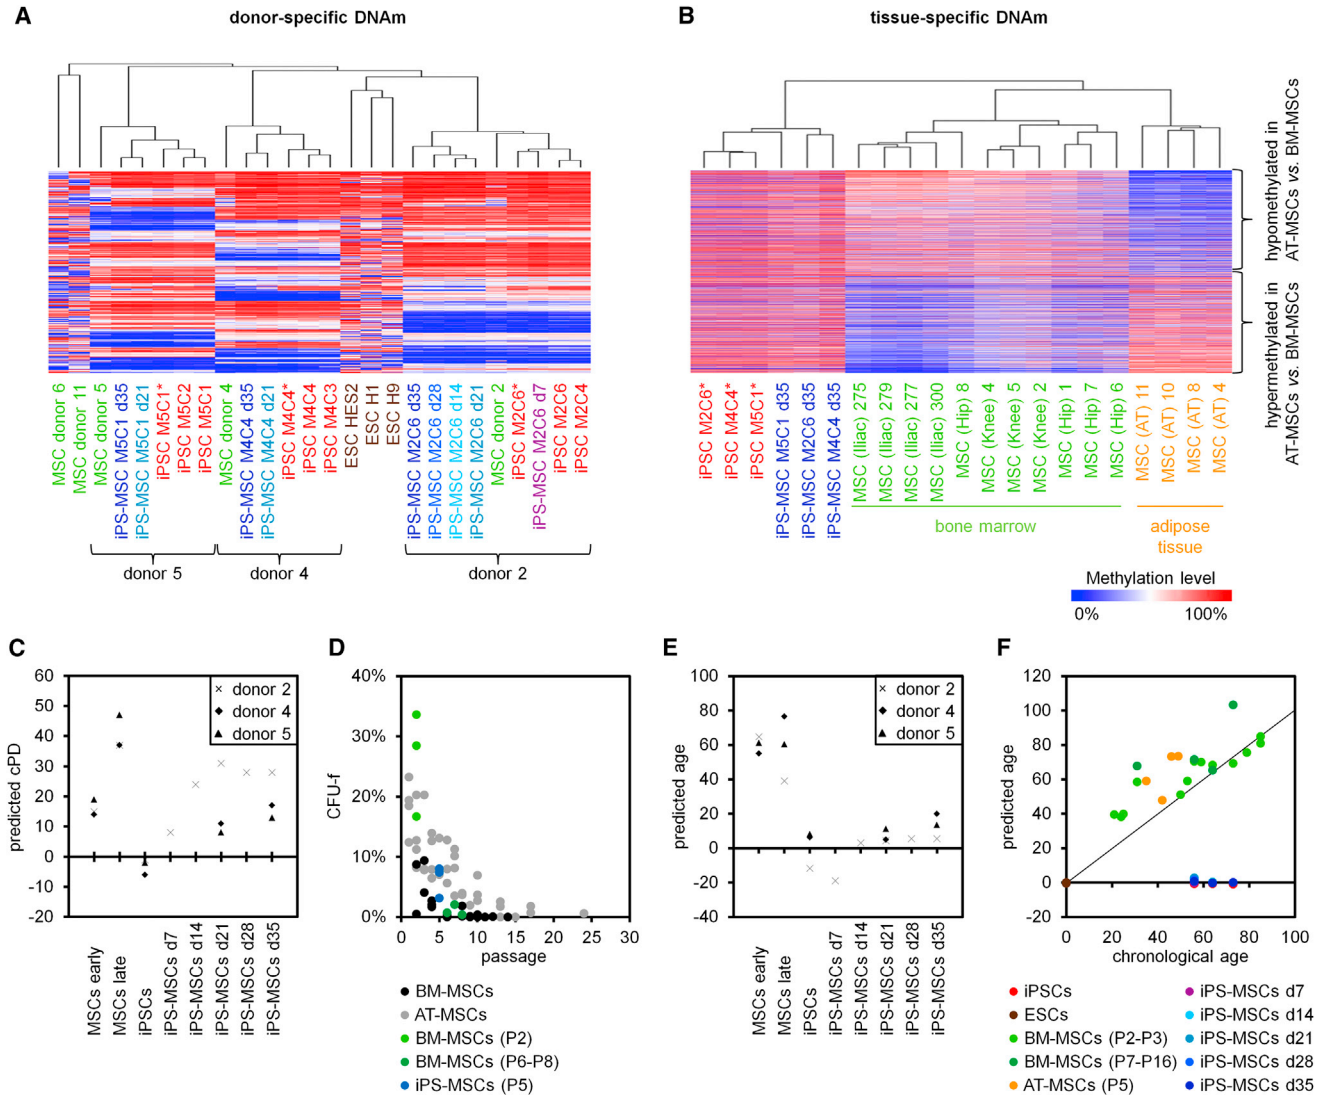 A
donor-specific DNAm
MSC donor 6
MSC donor 11
MSC donor 5
iPS-MSC M5C1 d35
iPS-MSC M5C1 d21
iPSC M5C1*
iPSC M5C2
iPSC M5C1
MSC donor 4
iPS-MSC M4C4 d35
iPS-MSC M4C4 d21
iPSC M4C4*
iPSC M4C4
iPSC M4C3
ESC HES2
ESC H1
ESC H9
iPS-MSC M2C6 d35
iPS-MSC M2C6 d28
iPS-MSC M2C6 d14
iPS-MSC M2C6 d21
MSC donor 2
iPSC M2C6*
iPS-MSC M2C6 d7
iPSC M2C6
iPSC M2C4
donor 5
donor 4
donor 2
B
tissue-specific DNAm
hypomethylated in
AT-MSCs vs. BM-MSCs
hypermethylated in
AT-MSCs vs. BM-MSCs
iPSC M2C6*
iPSC M4C4*
iPSC M5C1*
iPS-MSC M5C1 d35
iPS-MSC M2C6 d35
iPS-MSC M4C4 d35
MSC (Iliac) 275
MSC (Iliac) 279
MSC (Iliac) 277
MSC (Iliac) 300
MSC (Hip) 8
MSC (Knee) 4
MSC (Knee) 5
MSC (Knee) 2
MSC (Hip) 1
MSC (Hip) 7
MSC (Hip) 6
MSC (AT) 11
MSC (AT) 10
MSC (AT) 8
MSC (AT) 4
bone marrow
adipose
tissue
Methylation level
0%
100%
C
predicted cPD
60
50
40
30
20
10
0
-10
-20
donor 2
donor 4
donor 5
MSCs early
MSCs late
iPSCs
iPS-MSCs d7
iPS-MSCs d14
iPS-MSCs d21
iPS-MSCs d28
iPS-MSCs d35
D
CFU-f
40%
30%
20%
10%
0%
0 5 10 15 20 25 30
passage
BM-MSCs
AT-MSCs
BM-MSCs (P2)
BM-MSCs (P6-P8)
iPS-MSCs (P5)
E
predicted age
100
80
60
40
20
0
-20
-40
donor 2
donor 4
donor 5
MSCs early
MSCs late
iPSCs
iPS-MSCs d7
iPS-MSCs d14
iPS-MSCs d21
iPS-MSCs d28
iPS-MSCs d35
F
predicted age
120
100
80
60
40
20
0
-20
0 20 40 60 80 100
chronological age
iPSCs
ESCs
BM-MSCs (P2-P3)
BM-MSCs (P7-P16)
AT-MSCs (P5)
iPS-MSCs d7
iPS-MSCs d14
iPS-MSCs d21
iPS-MSCs d28
iPS-MSCs d35